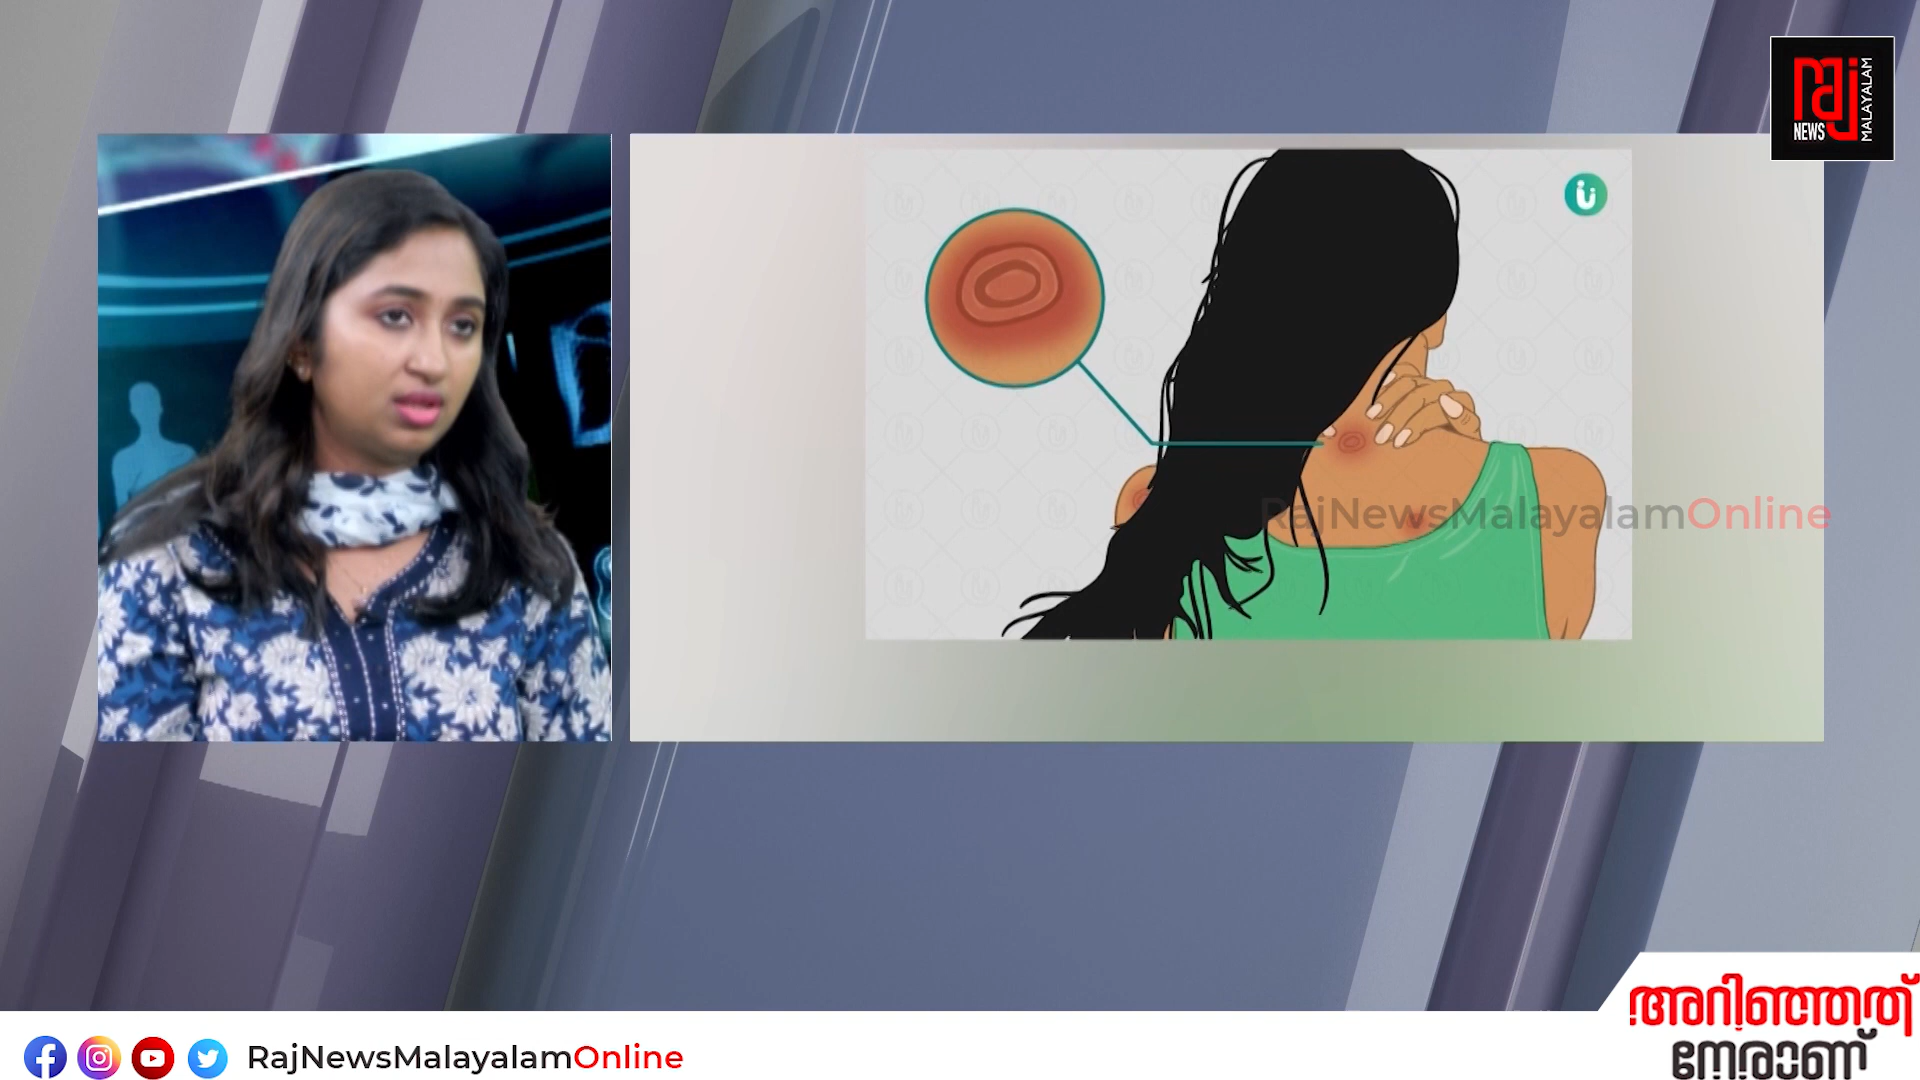 raj
NEWS
MALAYALAM
RajNewsMalayalamOnline
RajNewsMalayalamOnline
അറിഞ്ഞത്
നേരാണ്